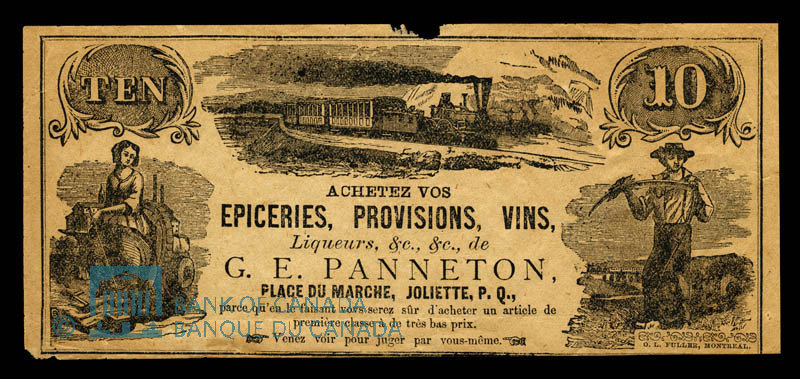 TEN
10
ACHETEZ VOS
EPICERIES, PROVISIONS, VINS,
Liqueurs, &c., &c., de
G. E. PANNETON,
PLACE DU MARCHE, JOLIETTE, P. Q.,
parce qu'en le faisant vous serez sûr d'acheter un article de
première classe à de très bas prix.
Venez voir pour juger par vous-même.
O. L. FULLER, MONTREAL.
© BANK OF CANADA
BANQUE DU CANADA